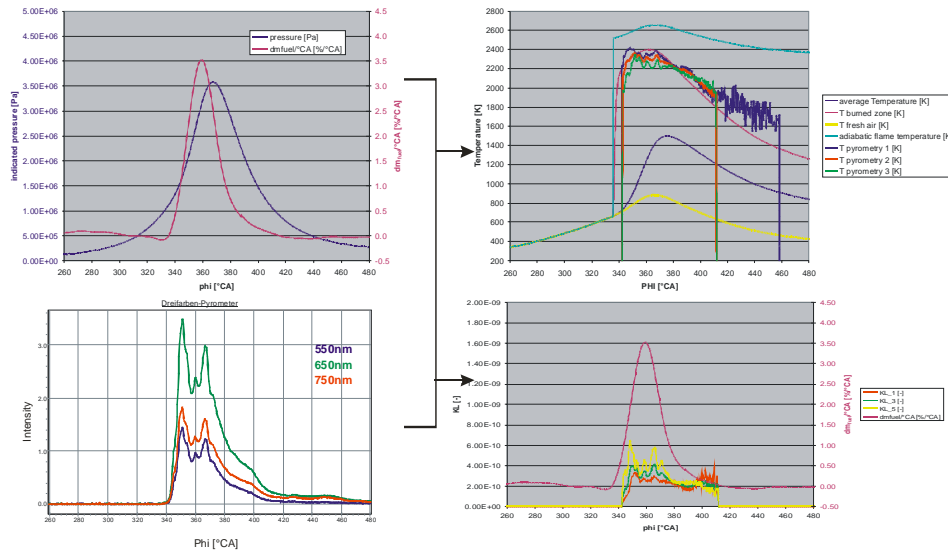 5.00E+06
4.50E+06
4.00E+06
3.50E+06
3.00E+06
2.50E+06
2.00E+06
1.50E+06
1.00E+06
5.00E+05
0.00E+00
indicated pressure [Pa]
260 280 300 320 340 360 380 400 420 440 460 480
phi [°CA]
4.5
4.0
3.5
3.0
2.5
2.0
1.5
1.0
0.5
0.0
-0.5
dmfuel/°CA [%/°CA]
pressure [Pa]
dmfuel/°CA [%/°CA]
2800
2600
2400
2200
2000
1800
1600
1400
1200
1000
800
600
400
200
Temperature [K]
260 280 300 320 340 360 380 400 420 440 460 480
PHI [°CA]
average Temperature [K]
T burned zone [K]
T fresh air [K]
adiabatic flame temperature [K
T pyrometry 1 [K]
T pyrometry 2 [K]
T pyrometry 3 [K]
Dreifarben-Pyrometer
3.0
2.0
1.0
0.0
Intensity
550nm
650nm
750nm
260 280 300 320 340 360 380 400 420 440 460 480
Phi [°CA]
2.00E-09
1.80E-09
1.60E-09
1.40E-09
1.20E-09
1.00E-09
8.00E-10
6.00E-10
4.00E-10
2.00E-10
0.00E+00
KL [-]
260 280 300 320 340 360 380 400 420 440 460 480
phi [°CA]
4.50
4.00
3.50
3.00
2.50
2.00
1.50
1.00
0.50
0.00
-0.50
dmfuel/°CA [%/°CA]
KL_1 [-]
KL_3 [-]
KL_5 [-]
dmfuel/°CA [%/°CA]